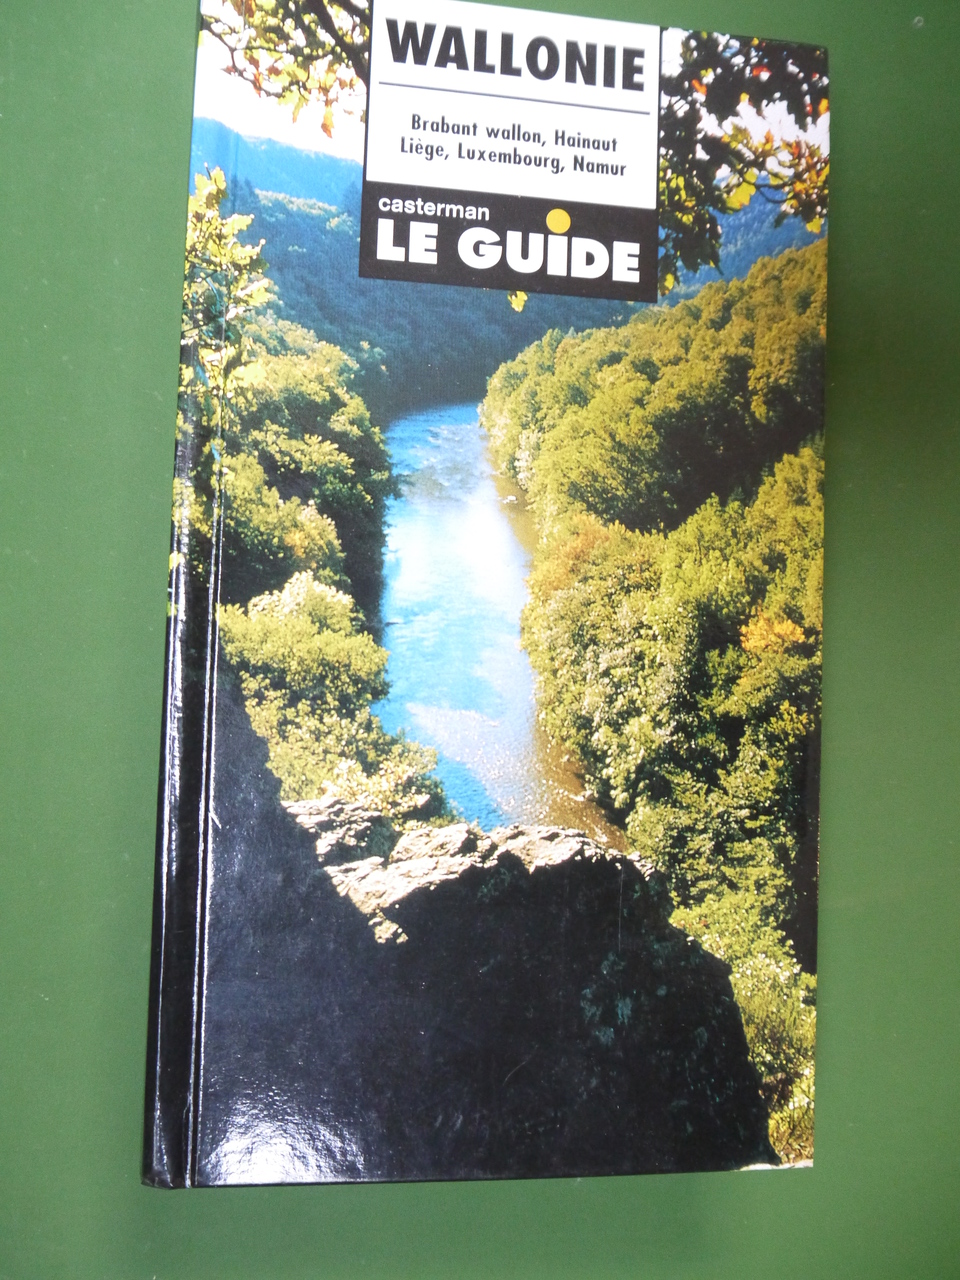 WALLONIE
Brabant wallon, Hainaut
Liège, Luxembourg, Namur
casterman
LE GUIDE